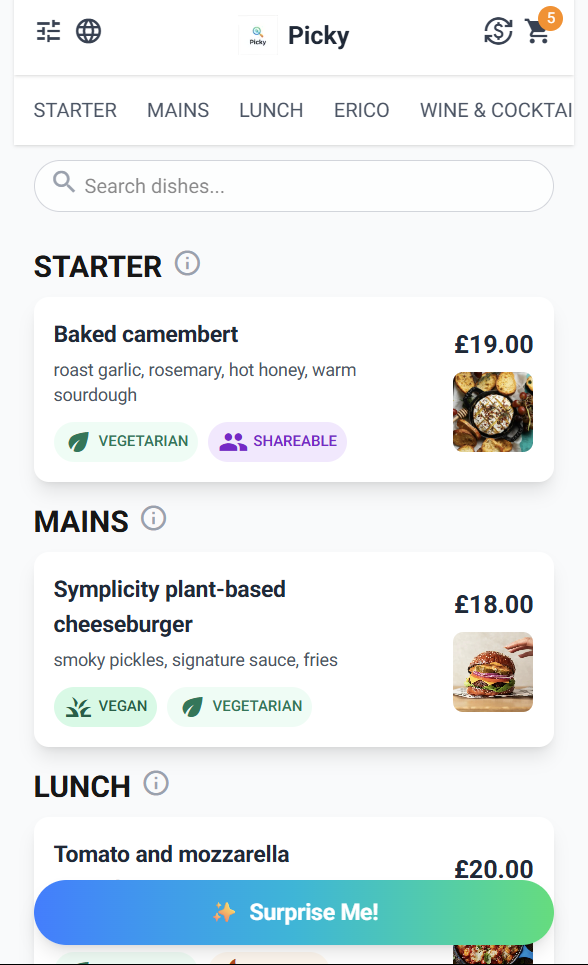 Picky
Picky
5
STARTER MAINS LUNCH ERICO WINE & COCKTAI
Search dishes...
STARTER
Baked camembert
£19.00
roast garlic, rosemary, hot honey, warm
sourdough
VEGETARIAN
SHAREABLE
MAINS
Symplicity plant-based
cheeseburger
£18.00
smoky pickles, signature sauce, fries
VEGAN
VEGETARIAN
LUNCH
Tomato and mozzarella
£20.00
Surprise Me!